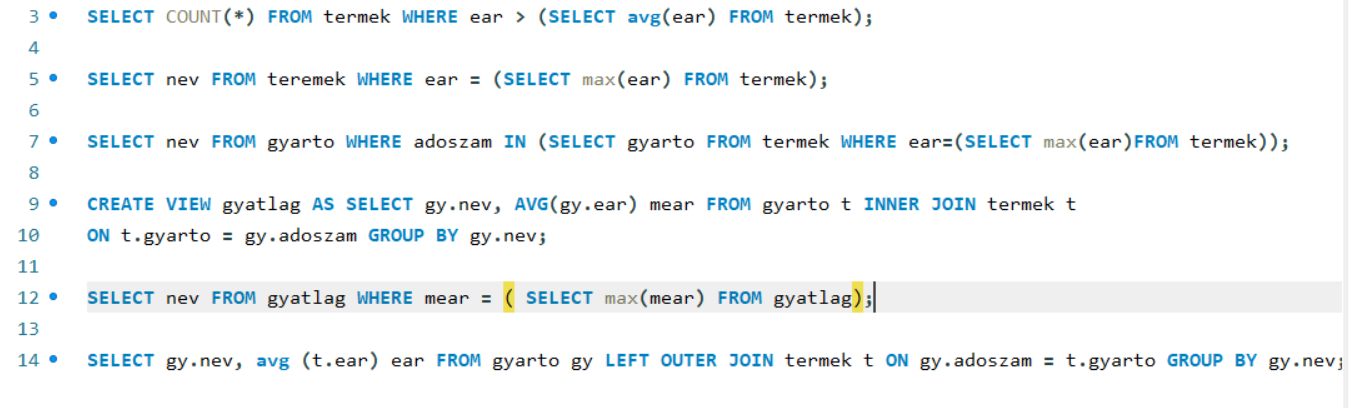 3 SELECT COUNT(*) FROM termek WHERE ear > (SELECT avg(ear) FROM termek);
4
5 SELECT nev FROM teremek WHERE ear = (SELECT max(ear) FROM termek);
6
7 SELECT nev FROM gyarto WHERE adoszam IN (SELECT gyarto FROM termek WHERE ear=(SELECT max(ear)FROM termek));
8
9 CREATE VIEW gyatlag AS SELECT gy.nev, AVG(gy.ear) mear FROM gyarto t INNER JOIN termek t
10 ON t.gyarto = gy.adoszam GROUP BY gy.nev;
11
12 SELECT nev FROM gyatlag WHERE mear = ( SELECT max(mear) FROM gyatlag);
13
14 SELECT gy.nev, avg (t.ear) ear FROM gyarto gy LEFT OUTER JOIN termek t ON gy.adoszam = t.gyarto GROUP BY gy.nev;